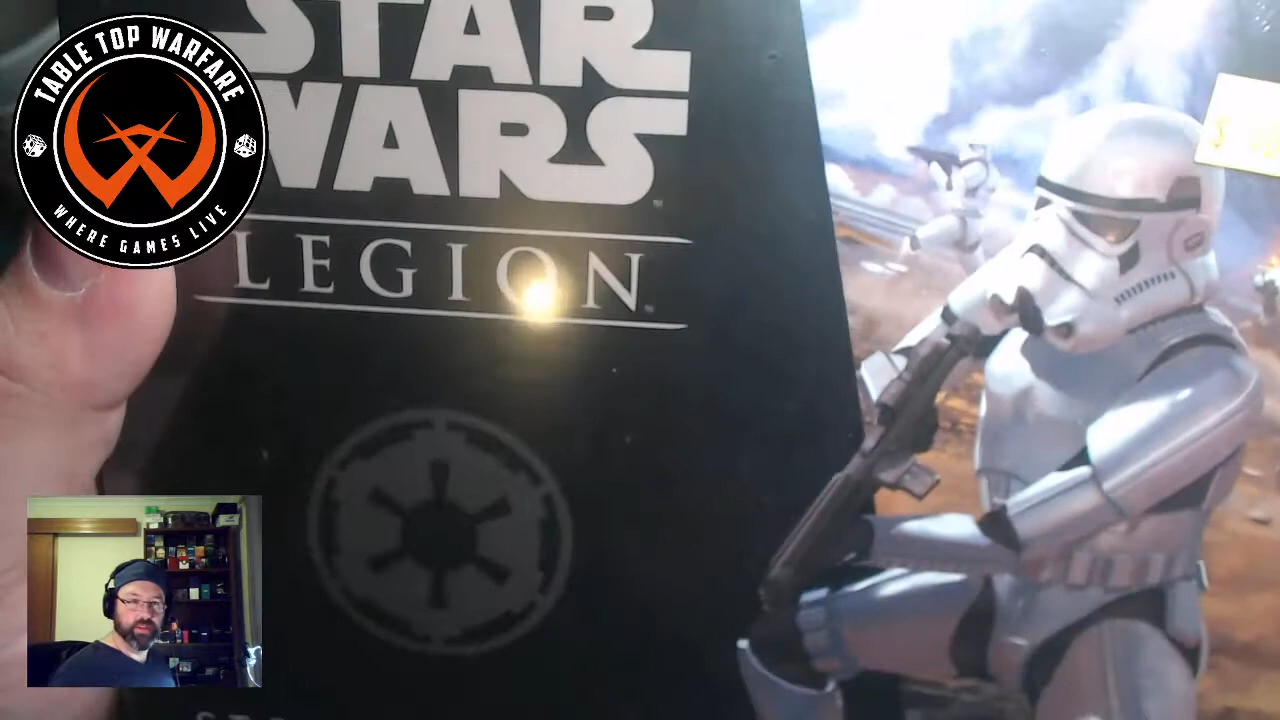 TABLE TOP WARFARE
WHERE GAMES LIVE
STAR
WARS
LEGION